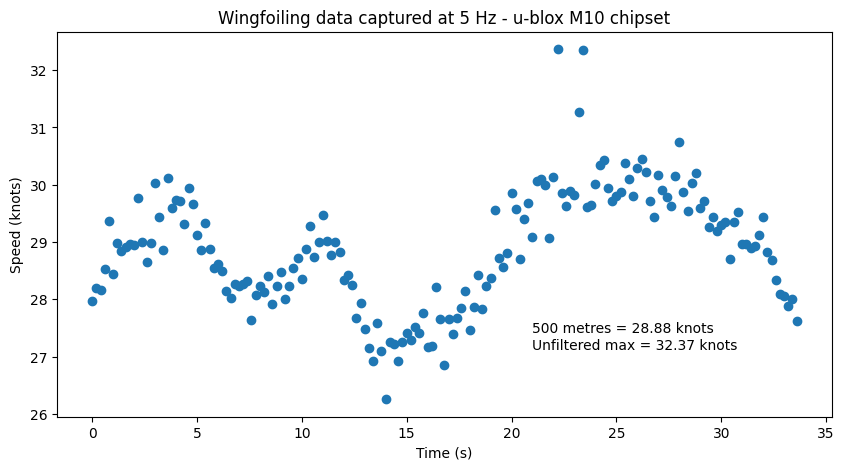 Wingfoiling data captured at 5 Hz - u-blox M10 chipset
Speed (knots)
32
31
30
29
28
27
26
500 metres = 28.88 knots
Unfiltered max = 32.37 knots
0 5 10 15 20 25 30 35
Time (s)